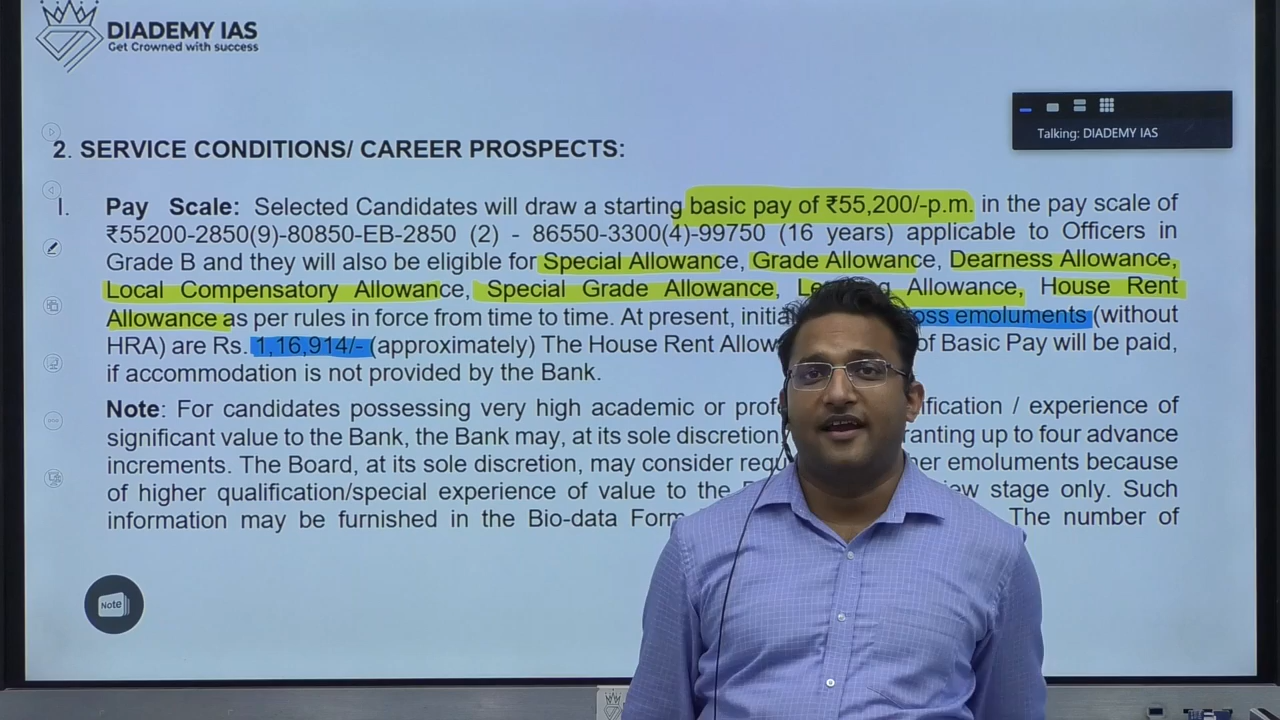 DIADEMY IAS
Get Crowned with success
Talking: DIADEMY IAS
2. SERVICE CONDITIONS/ CAREER PROSPECTS:
I. Pay Scale: Selected Candidates will draw a starting basic pay of ₹55,200/-p.m. in the pay scale of
₹55200-2850(9)-80850-EB-2850 (2) - 86550-3300(4)-99750 (16 years) applicable to Officers in
Grade B and they will also be eligible for Special Allowance, Grade Allowance, Dearness Allowance,
Local Compensatory Allowance, Special Grade Allowance, Allowance, House Rent
Allowance as per rules in force from time to time. At present, emoluments (without
HRA) are Rs. 1,16,914/- (approximately) The House Rent of Basic Pay will be paid,
if accommodation is not provided by the Bank.
Note: For candidates possessing very high academic or / experience of
significant value to the Bank, the Bank may, at its sole discretion, up to four advance
increments. The Board, at its sole discretion, may consider emoluments because
of higher qualification/special experience of value to the stage only. Such
information may be furnished in the Bio-data The number of
Note